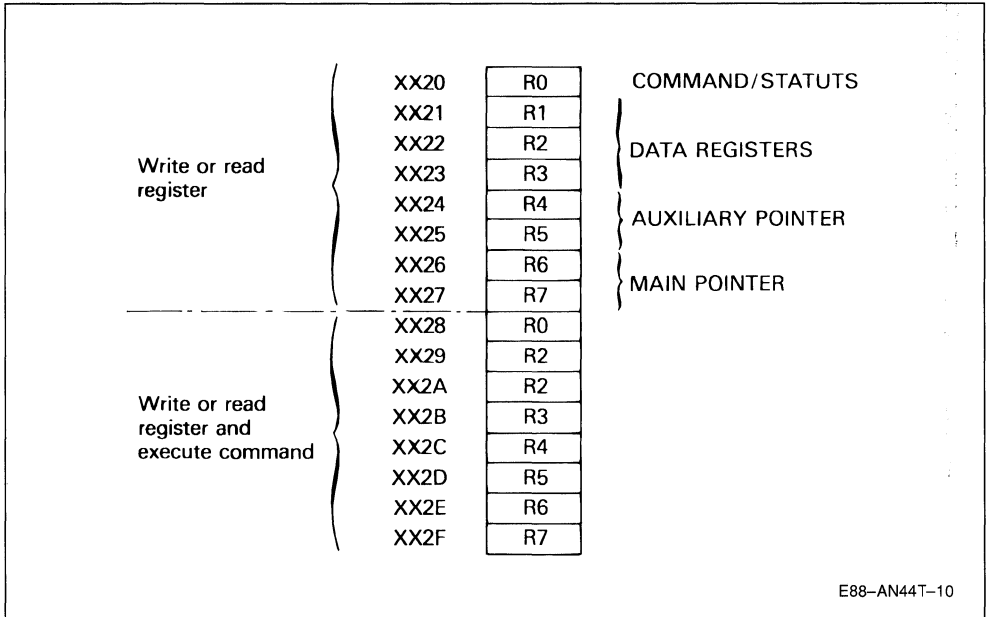 XX20 R0 COMMAND/STATUTS
XX21 R1
XX22 R2 DATA REGISTERS
XX23 R3
Write or read
register
XX24 R4 AUXILIARY POINTER
XX25 R5
XX26 R6 MAIN POINTER
XX27 R7
XX28 R0
XX29 R2
XX2A R2
Write or read
register and
execute command
XX2B R3
XX2C R4
XX2D R5
XX2E R6
XX2F R7
E88–AN44T–10